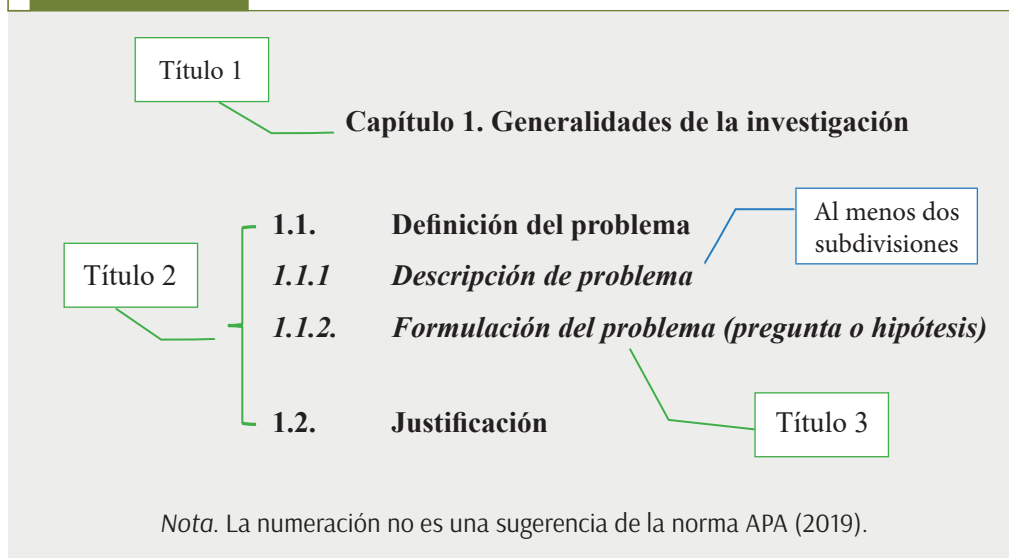 Título 1
Capítulo 1. Generalidades de la investigación
Al menos dos
subdivisiones
1.1. Definición del problema
Título 2
1.1.1 Descripción de problema
1.1.2. Formulación del problema (pregunta o hipótesis)
1.2. Justificación
Título 3
Nota. La numeración no es una sugerencia de la norma APA (2019).